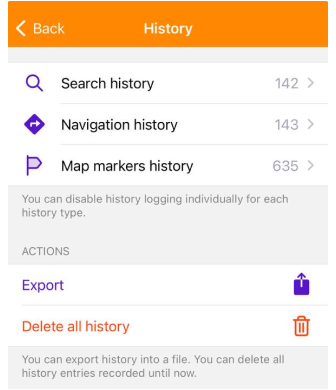 Back
History
Search history 142
Navigation history 143
Map markers history 635
You can disable history logging individually for each
history type.
ACTIONS
Export
Delete all history
You can export history into a file. You can delete all
history entries recorded until now.